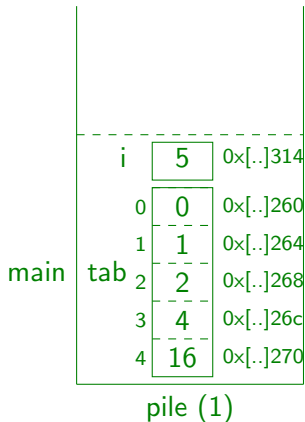 i 5 0x[..]314
0 0 0x[..]260
1 1 0x[..]264
main tab 2 2 0x[..]268
3 4 0x[..]26c
4 16 0x[..]270
pile (1)